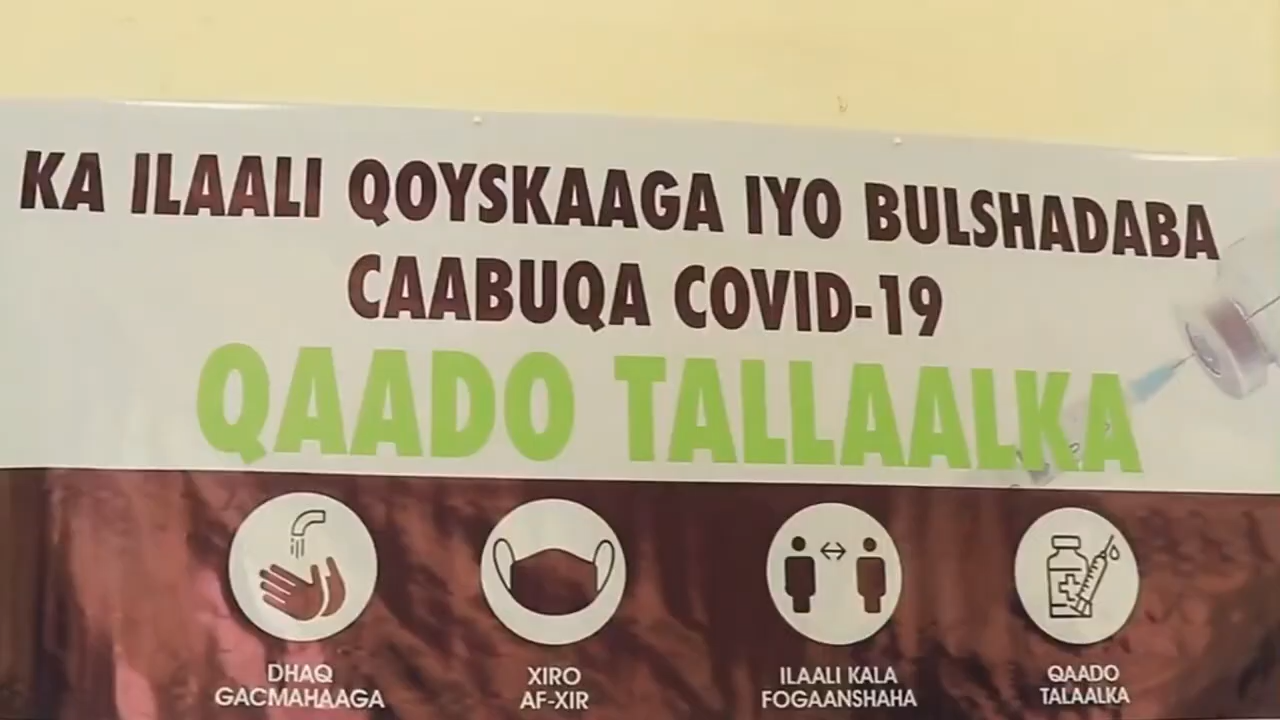 KA ILAALI QOYSKAAGA IYO BULSHADABA
CAABUQA COVID-19
QAADO TALLAALKA
DHAQ
GACMAHAAGA
XIRO
AF-XIR
ILAALI KALA
FOGAANSHAHA
QAADO
TALAALKA